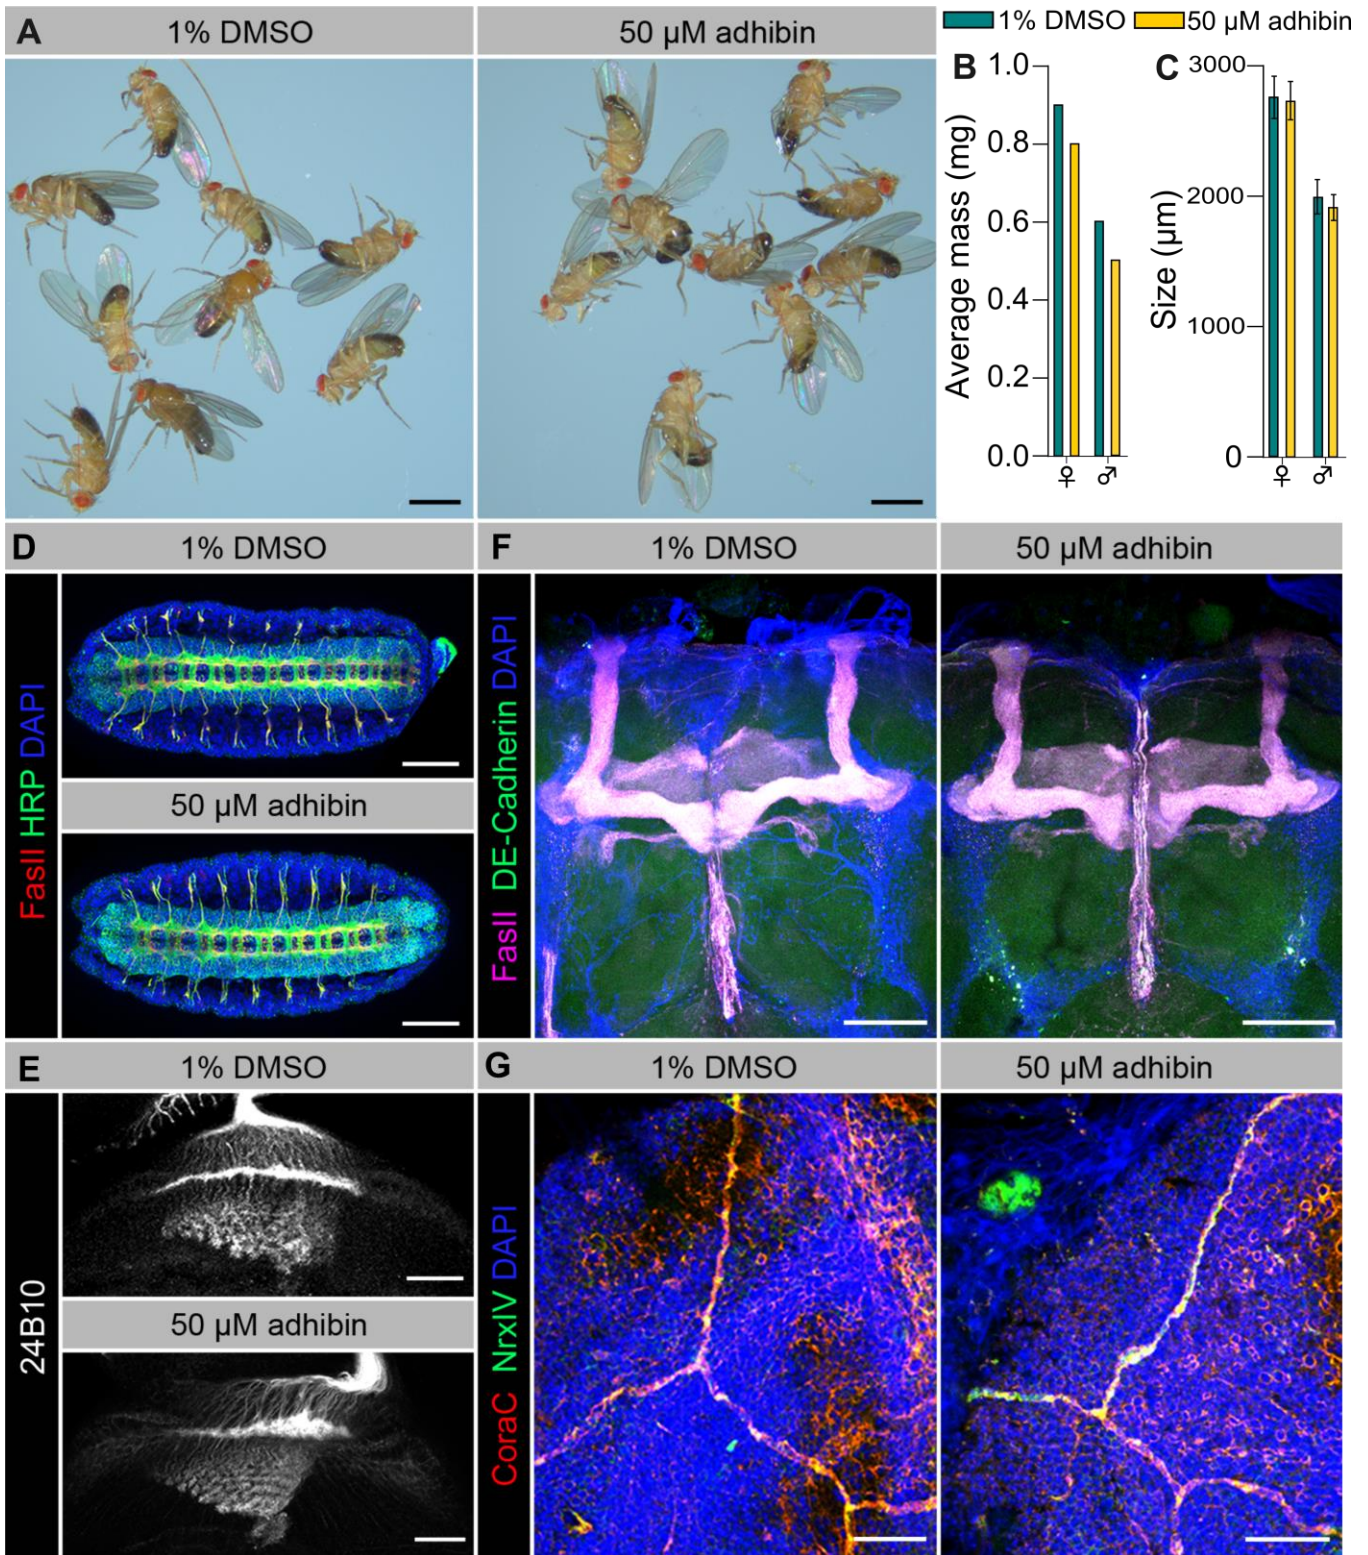 A 1% DMSO 50 µM adhibin
1% DMSO 50 µM adhibin
B 1.0
0.8
0.6
0.4
0.2
0.0
Average mass (mg)
♀ ♂
C 3000
2000
1000
0
Size (µm)
♀ ♂
D 1% DMSO
50 µM adhibin
FasII HRP DAPI
F 1% DMSO 50 µM adhibin
FasII DE-Cadherin DAPI
E 1% DMSO
50 µM adhibin
24B10
G 1% DMSO 50 µM adhibin
CoraC NrxIV DAPI